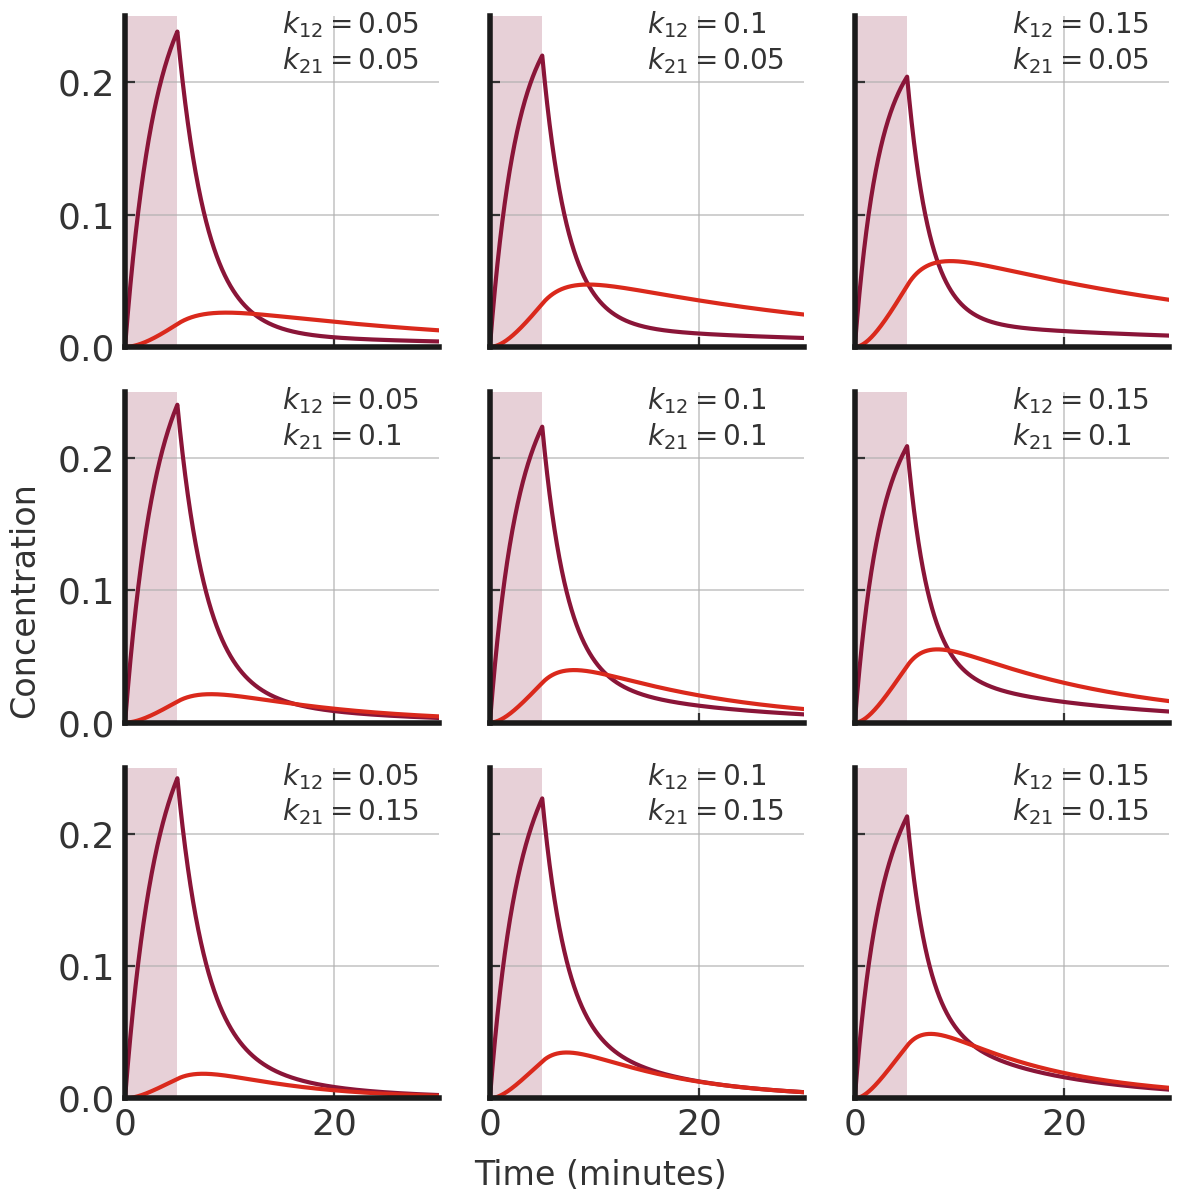 k12 = 0.05
k21 = 0.05
k12 = 0.1
k21 = 0.05
k12 = 0.15
k21 = 0.05
0.2
0.1
0.0
k12 = 0.05
k21 = 0.1
k12 = 0.1
k21 = 0.1
k12 = 0.15
k21 = 0.1
0.2
0.1
0.0
Concentration
k12 = 0.05
k21 = 0.15
k12 = 0.1
k21 = 0.15
k12 = 0.15
k21 = 0.15
0.2
0.1
0.0
0 20
0 20
0 20
Time (minutes)